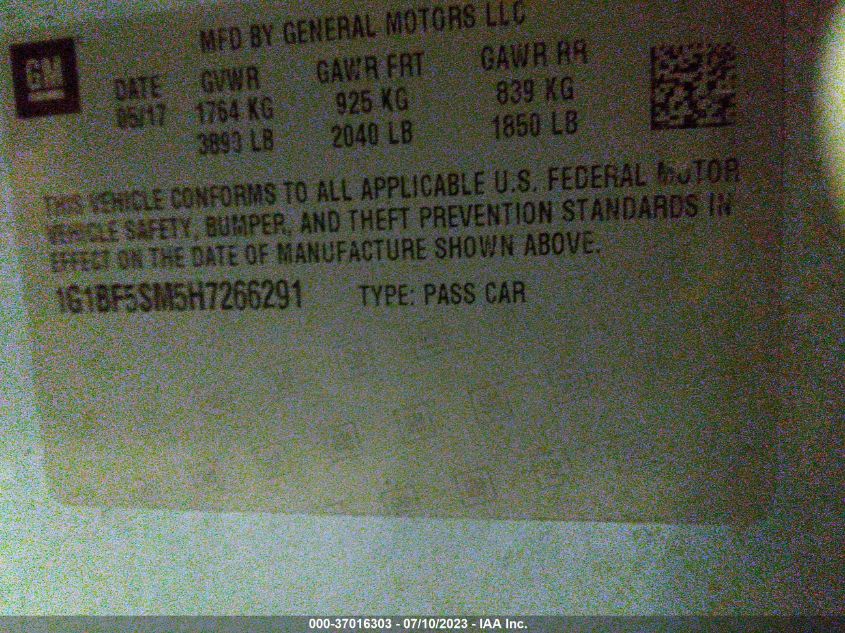 MFD BY GENERAL MOTORS LLC
GM
DATE GVWR GAWR FRT GAWR RR
05/17 1764 KG 925 KG 839 KG
3890 LB 2040 LB 1850 LB
THIS VEHICLE CONFORMS TO ALL APPLICABLE U.S. FEDERAL MOTOR
VEHICLE SAFETY, BUMPER, AND THEFT PREVENTION STANDARDS IN
EFFECT ON THE DATE OF MANUFACTURE SHOWN ABOVE.
1G1BF5SM5H7266291 TYPE: PASS CAR
000-37016303 - 07/10/2023 - IAA Inc.